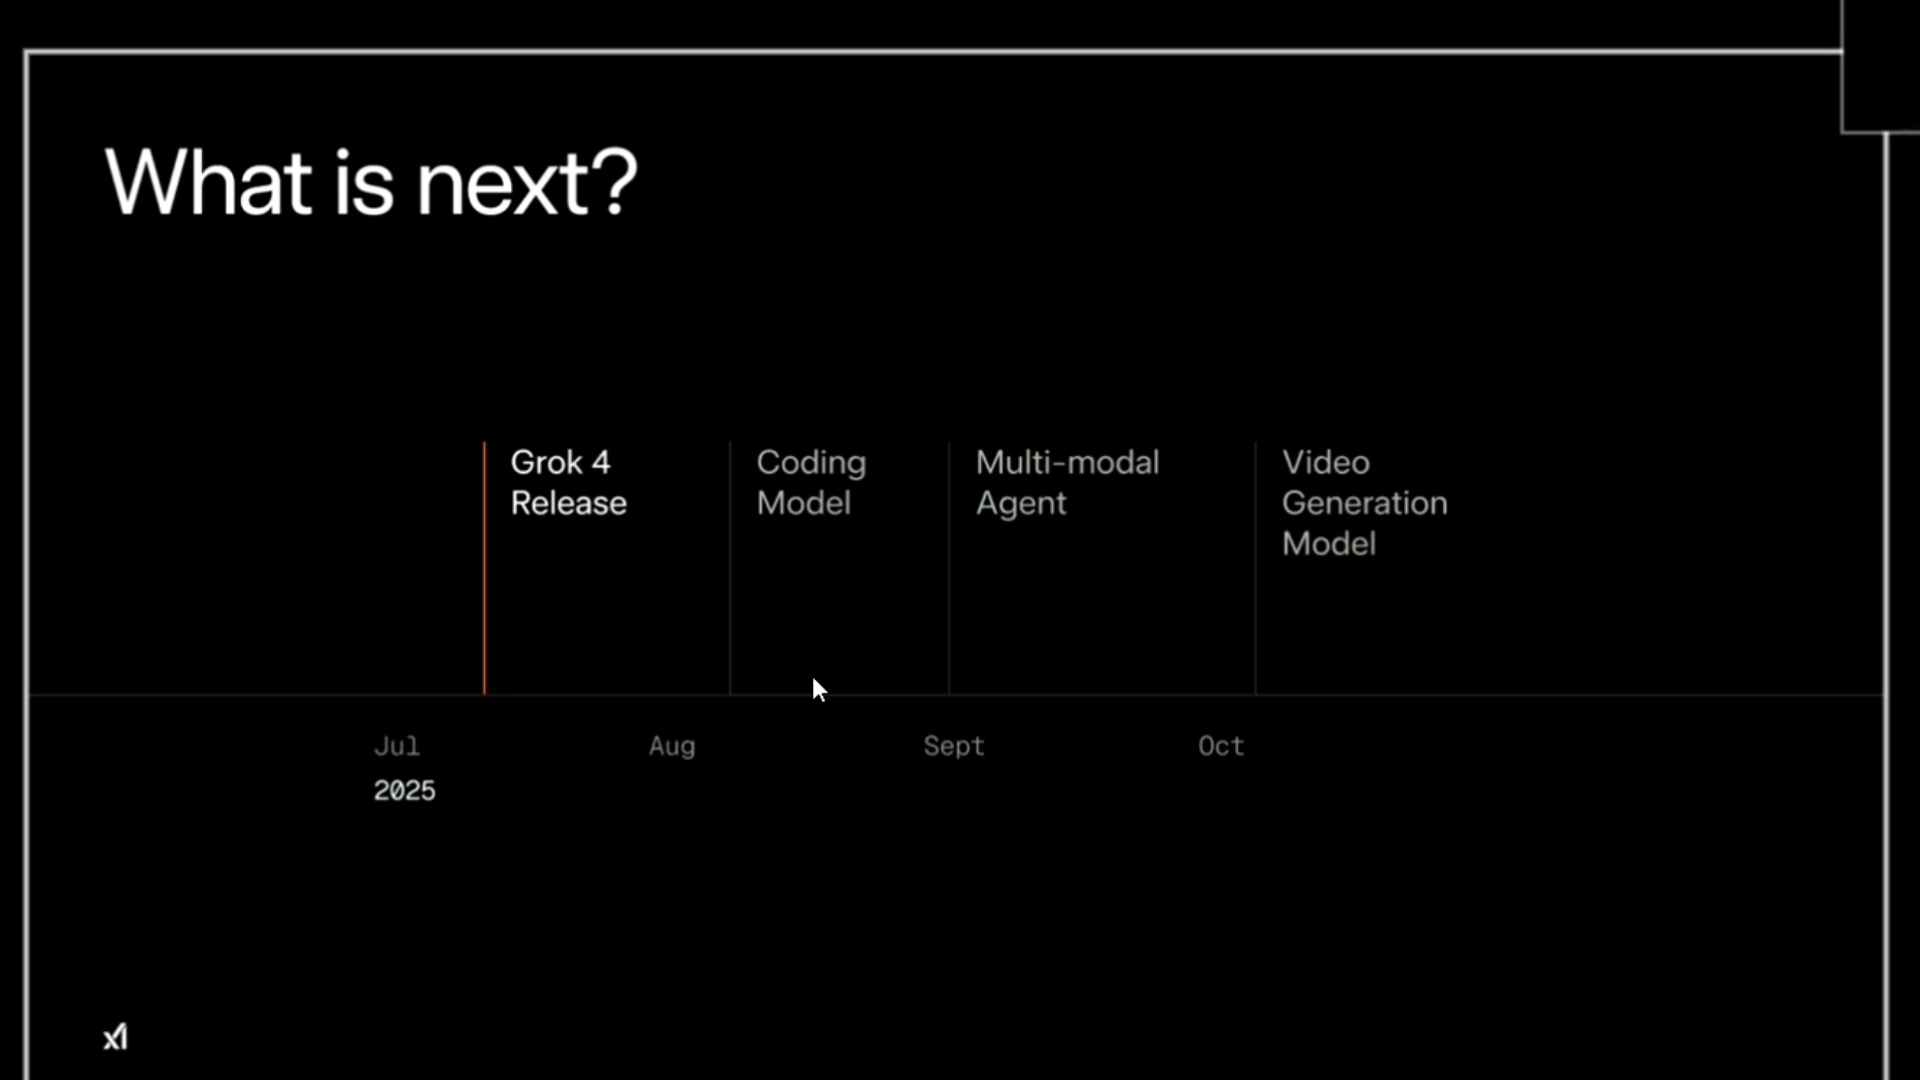 What is next?
Grok 4
Release
Coding
Model
Multi-modal
Agent
Video
Generation
Model
Jul
Aug
Sept
Oct
2025
xAI